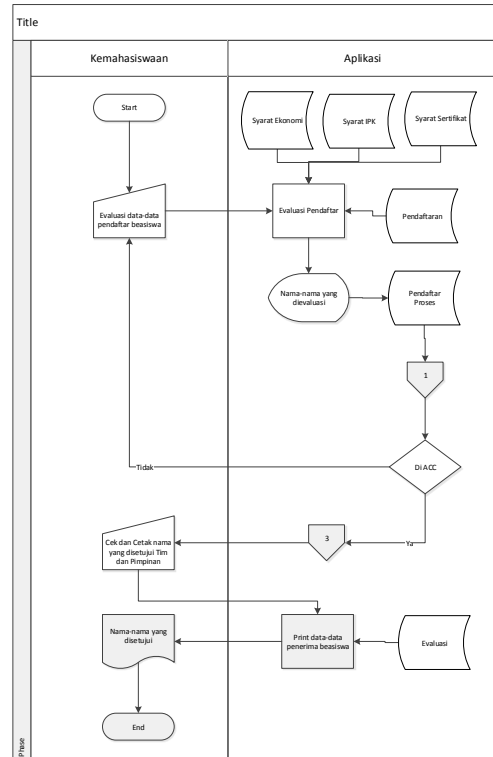 Title
Kemahasiswaan
Aplikasi
Start
Syarat Ekonomi
Syarat IPK
Syarat Sertifikat
Evaluasi data-data
pendaftar beasiswa
Evaluasi Pendaftar
Pendaftaran
Nama-nama yang
dievaluasi
Pendaftar
Proses
1
Di ACC
Tidak
Ya
3
Cek dan Cetak nama
yang disetujui Tim
dan Pimpinan
Nama-nama yang
disetujui
Print data-data
penerima beasiswa
Evaluasi
End
Phase